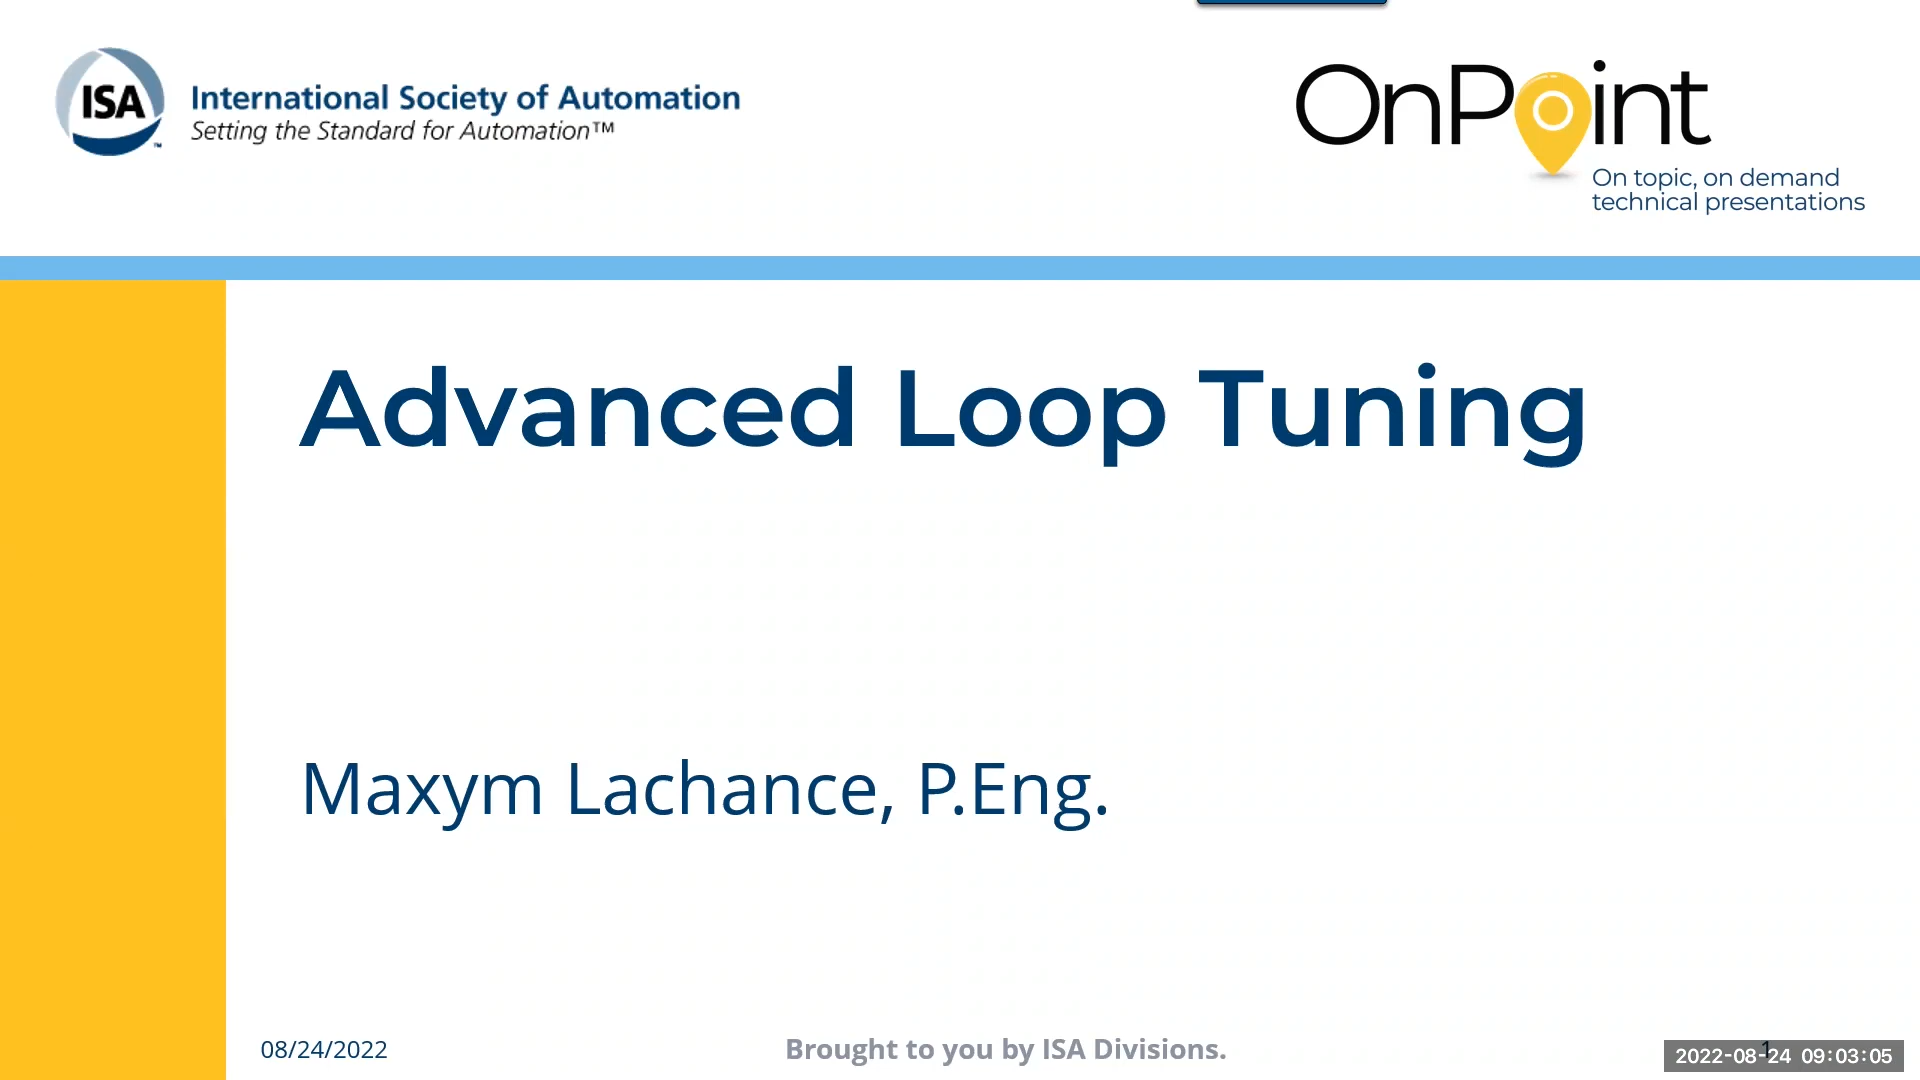 ISA
International Society of Automation
Setting the Standard for Automation™
OnPoint
On topic, on demand
technical presentations
Advanced Loop Tuning
Maxym Lachance, P.Eng.
08/24/2022
Brought to you by ISA Divisions.
1
2022-08-24 09:03:05